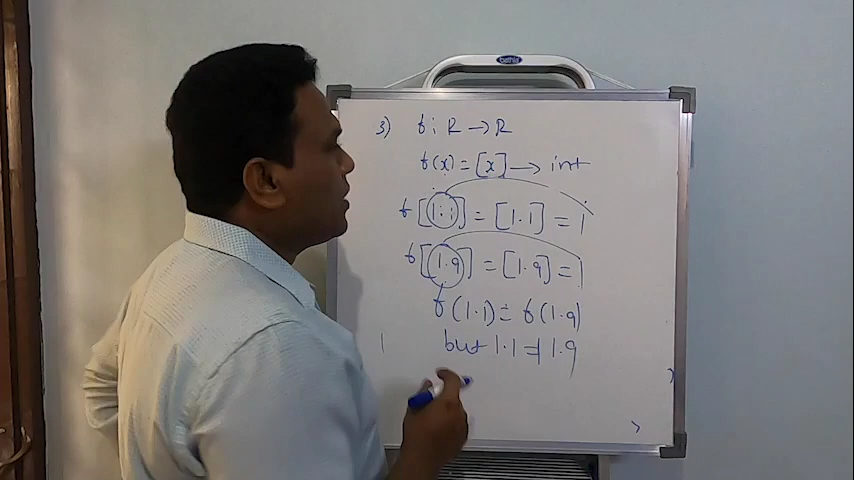 bathla
3) f : R → R
f(x) = [x] → int
f[1.1] = [1.1] = 1
f[1.9] = [1.9] = 1
f(1.1) = f(1.9)
but 1.1 ≠ 1.9